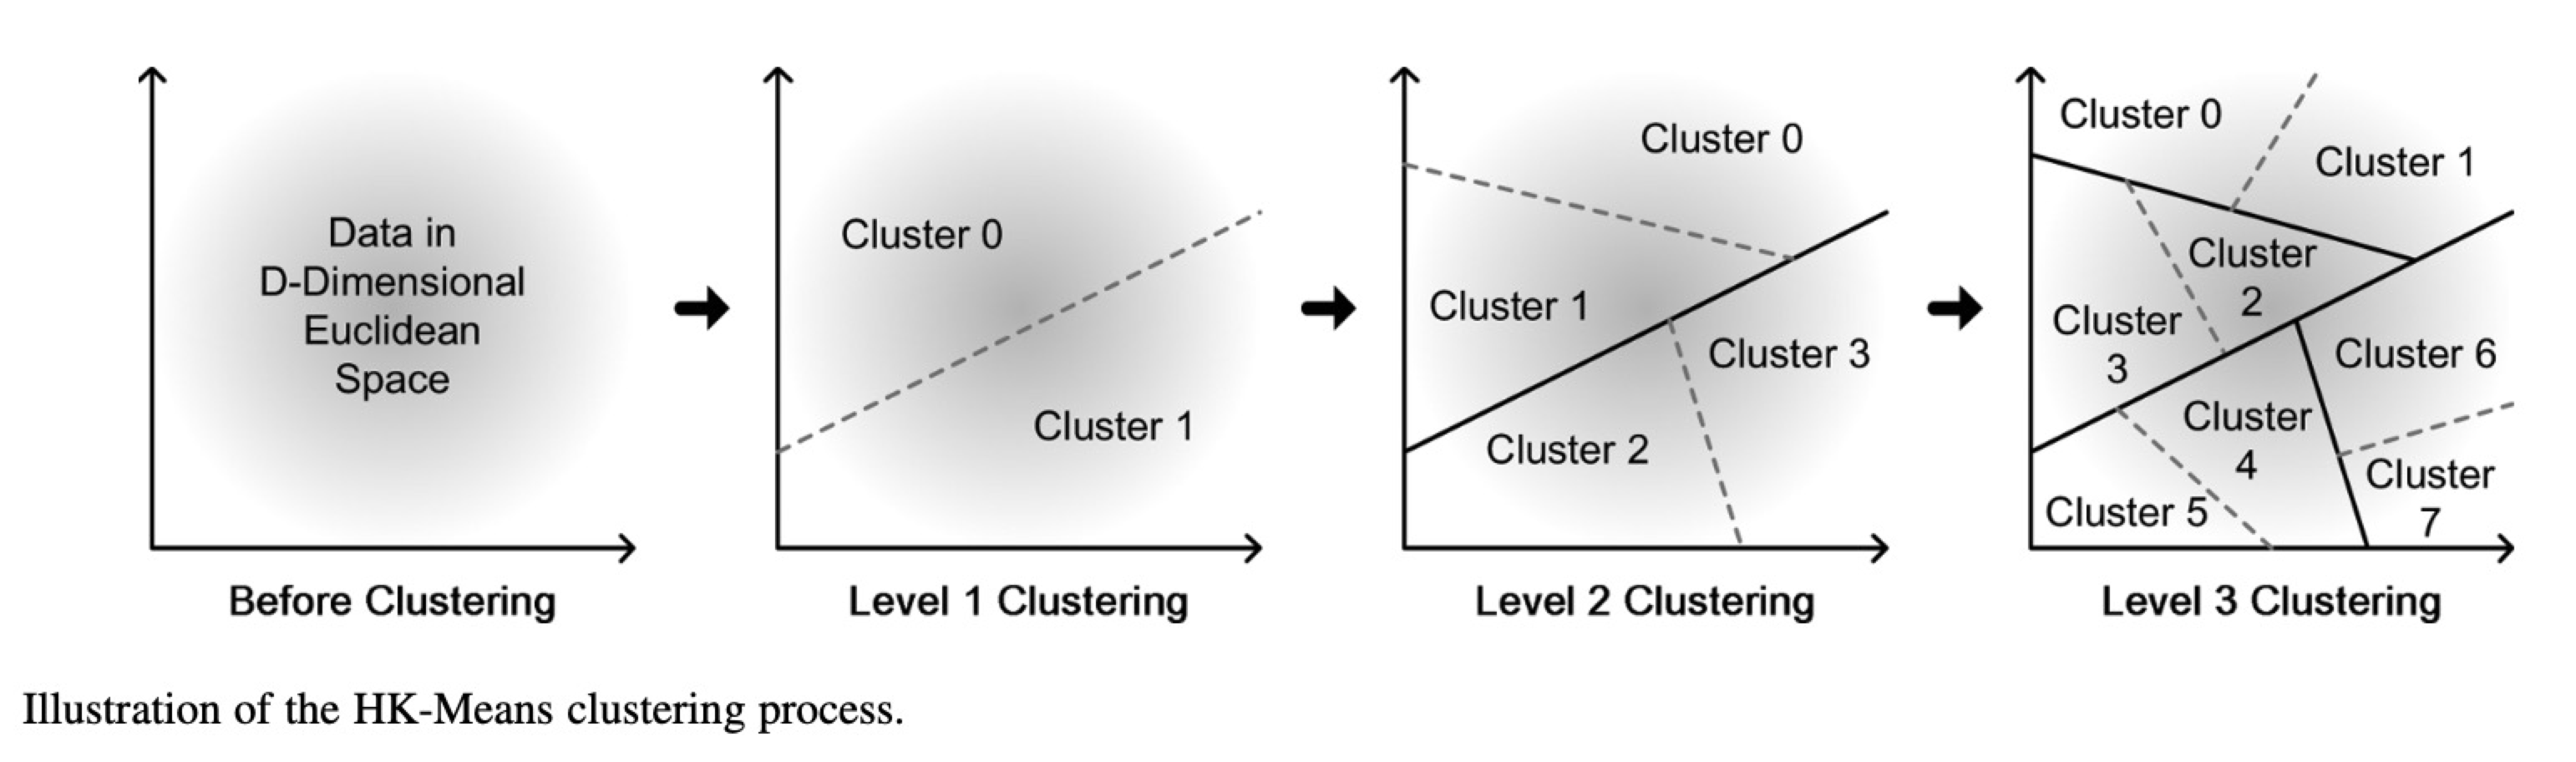 Data in
D-Dimensional
Euclidean
Space
Before Clustering
Cluster 0
Cluster 1
Level 1 Clustering
Cluster 0
Cluster 1
Cluster 3
Cluster 2
Level 2 Clustering
Cluster 0
Cluster 1
Cluster
2
Cluster
3
Cluster 6
Cluster
4
Cluster
7
Cluster 5
Level 3 Clustering
Illustration of the HK-Means clustering process.